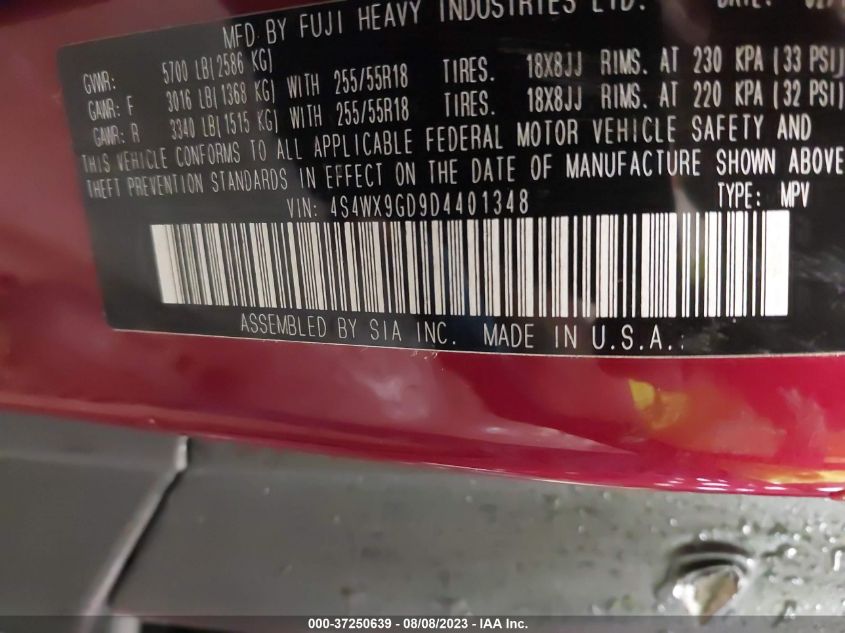 MFD. BY FUJI HEAVY INDUSTRIES LTD. DATE:
GVWR: 5700 LB(2586 KG)
GAWR: F 3016 LB(1368 KG) WITH 255/55R18 TIRES. 18X8JJ RIMS. AT 230 KPA (33 PSI)
GAWR: R 3340 LB(1515 KG) WITH 255/55R18 TIRES. 18X8JJ RIMS. AT 220 KPA (32 PSI)
THIS VEHICLE CONFORMS TO ALL APPLICABLE FEDERAL MOTOR VEHICLE SAFETY AND
THEFT PREVENTION STANDARDS IN EFFECT ON THE DATE OF MANUFACTURE SHOWN ABOVE
VIN: 4S4WX9GD9D4401348 TYPE: MPV
ASSEMBLED BY SIA INC. MADE IN U.S.A.
000-37250639 - 08/08/2023 - IAA Inc.